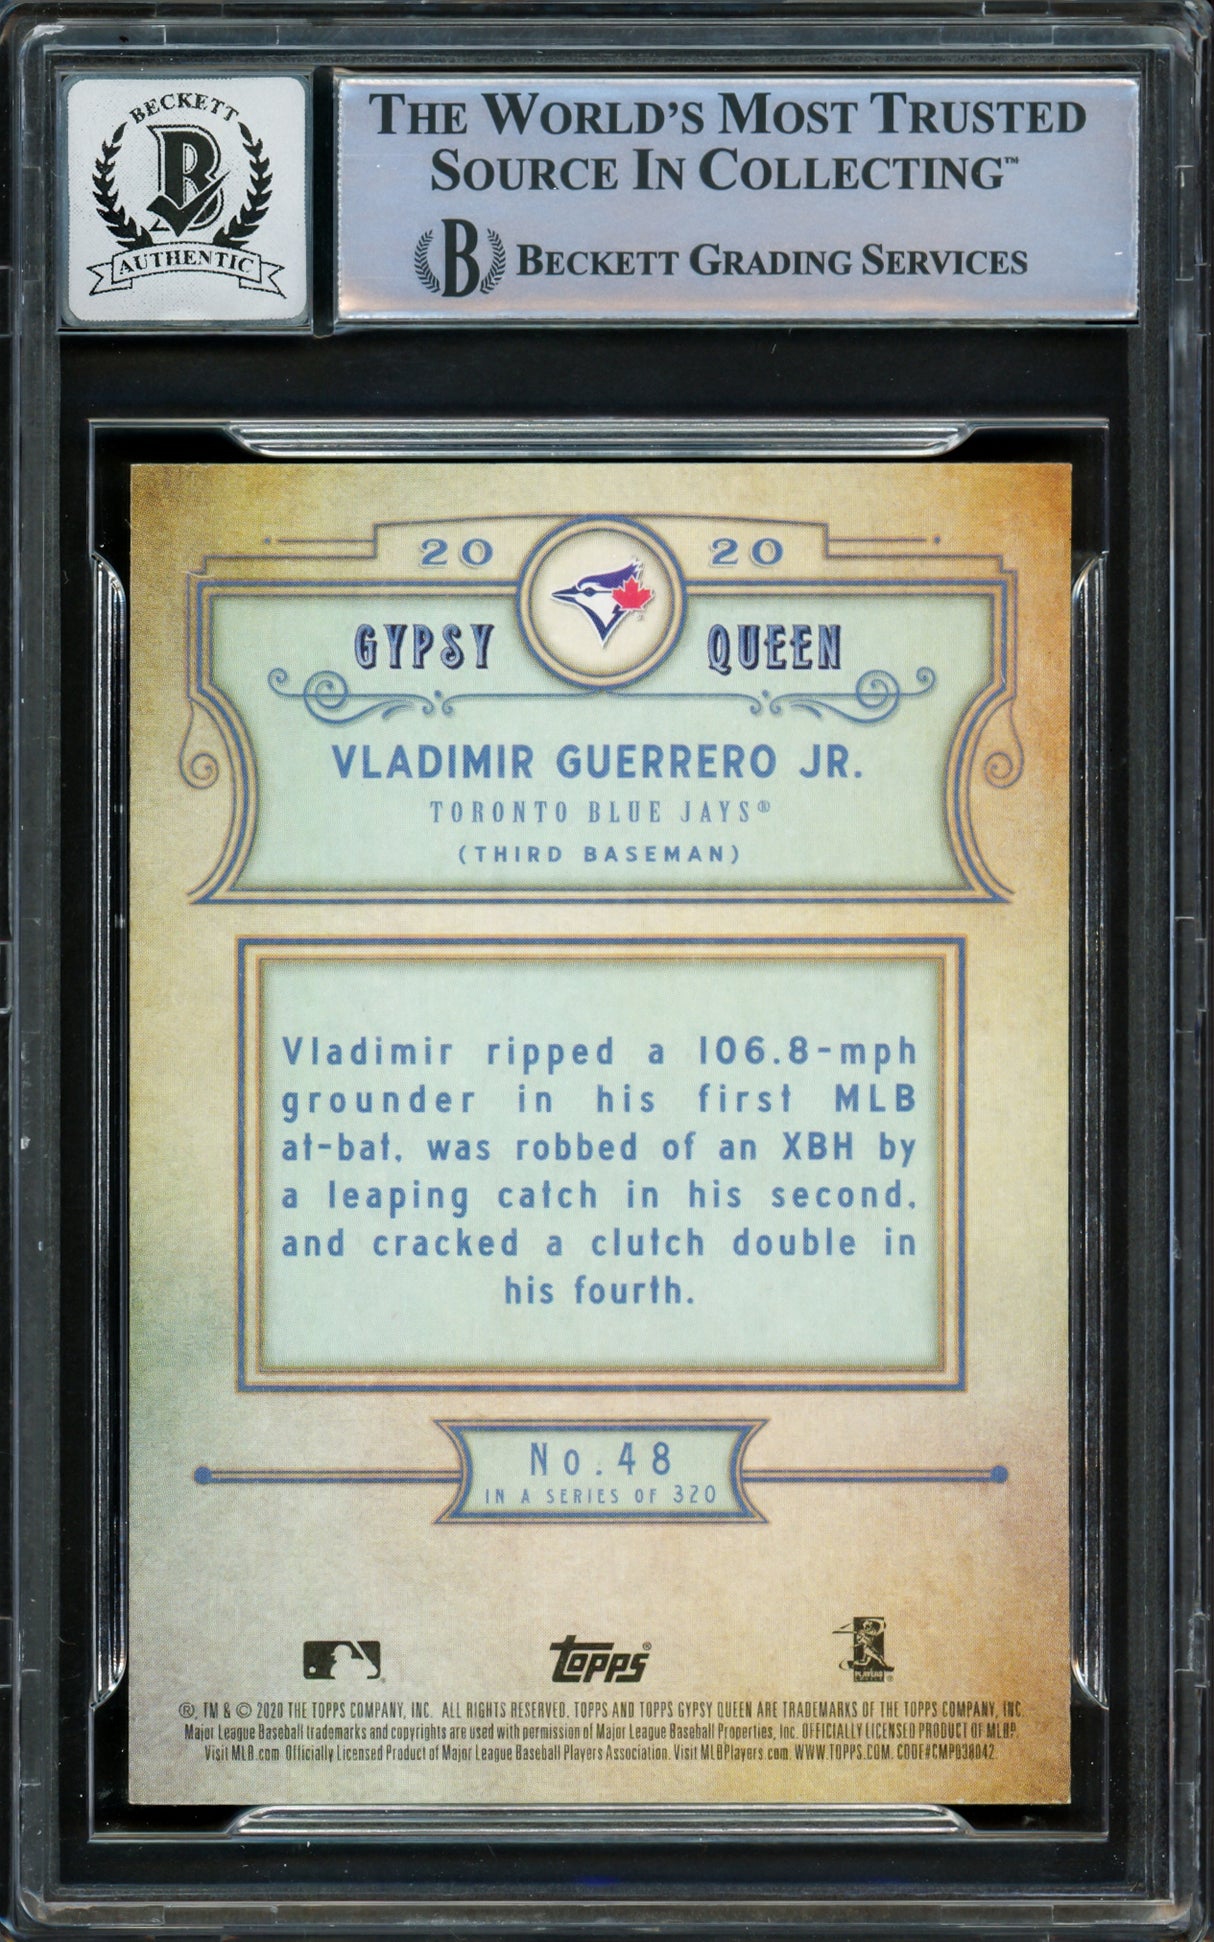 BECKETT
B
AUTHENTIC
THE WORLD'S MOST TRUSTED
SOURCE IN COLLECTING™
B BECKETT GRADING SERVICES
20 20
GYPSY QUEEN
VLADIMIR GUERRERO JR.
TORONTO BLUE JAYS®
(THIRD BASEMAN)
Vladimir ripped a 106.8-mph
grounder in his first MLB
at-bat, was robbed of an XBH by
a leaping catch in his second,
and cracked a clutch double in
his fourth.
No.48
IN A SERIES OF 320
topps®
PLAYERS
®, TM & © 2020 THE TOPPS COMPANY, INC. ALL RIGHTS RESERVED. TOPPS AND TOPPS GYPSY QUEEN ARE TRADEMARKS OF THE TOPPS COMPANY, INC.
Major League Baseball trademarks and copyrights are used with permission of Major League Baseball Properties, Inc. OFFICIALLY LICENSED PRODUCT OF MLBP.
Visit MLB.com Officially Licensed Product of Major League Baseball Players Association. Visit MLBPlayers.com. WWW.TOPPS.COM. CODE#CMP038042